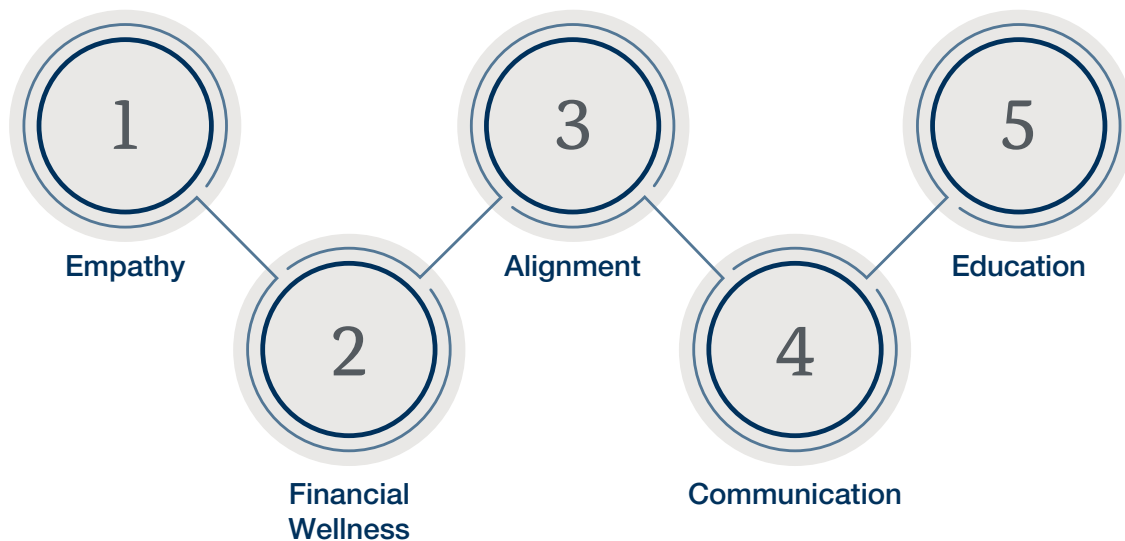 1
Empathy
2
Financial
Wellness
3
Alignment
4
Communication
5
Education